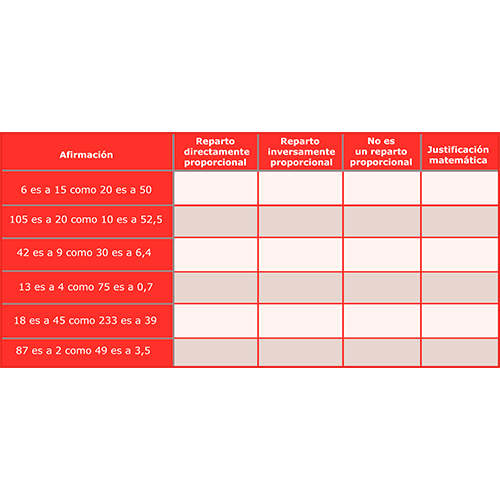 Afirmación
Reparto
directamente
proporcional
Reparto
inversamente
proporcional
No es
un reparto
proporcional
Justificación
matemática
6 es a 15 como 20 es a 50
105 es a 20 como 10 es a 52,5
42 es a 9 como 30 es a 6,4
13 es a 4 como 75 es a 0,7
18 es a 45 como 233 es a 39
87 es a 2 como 49 es a 3,5